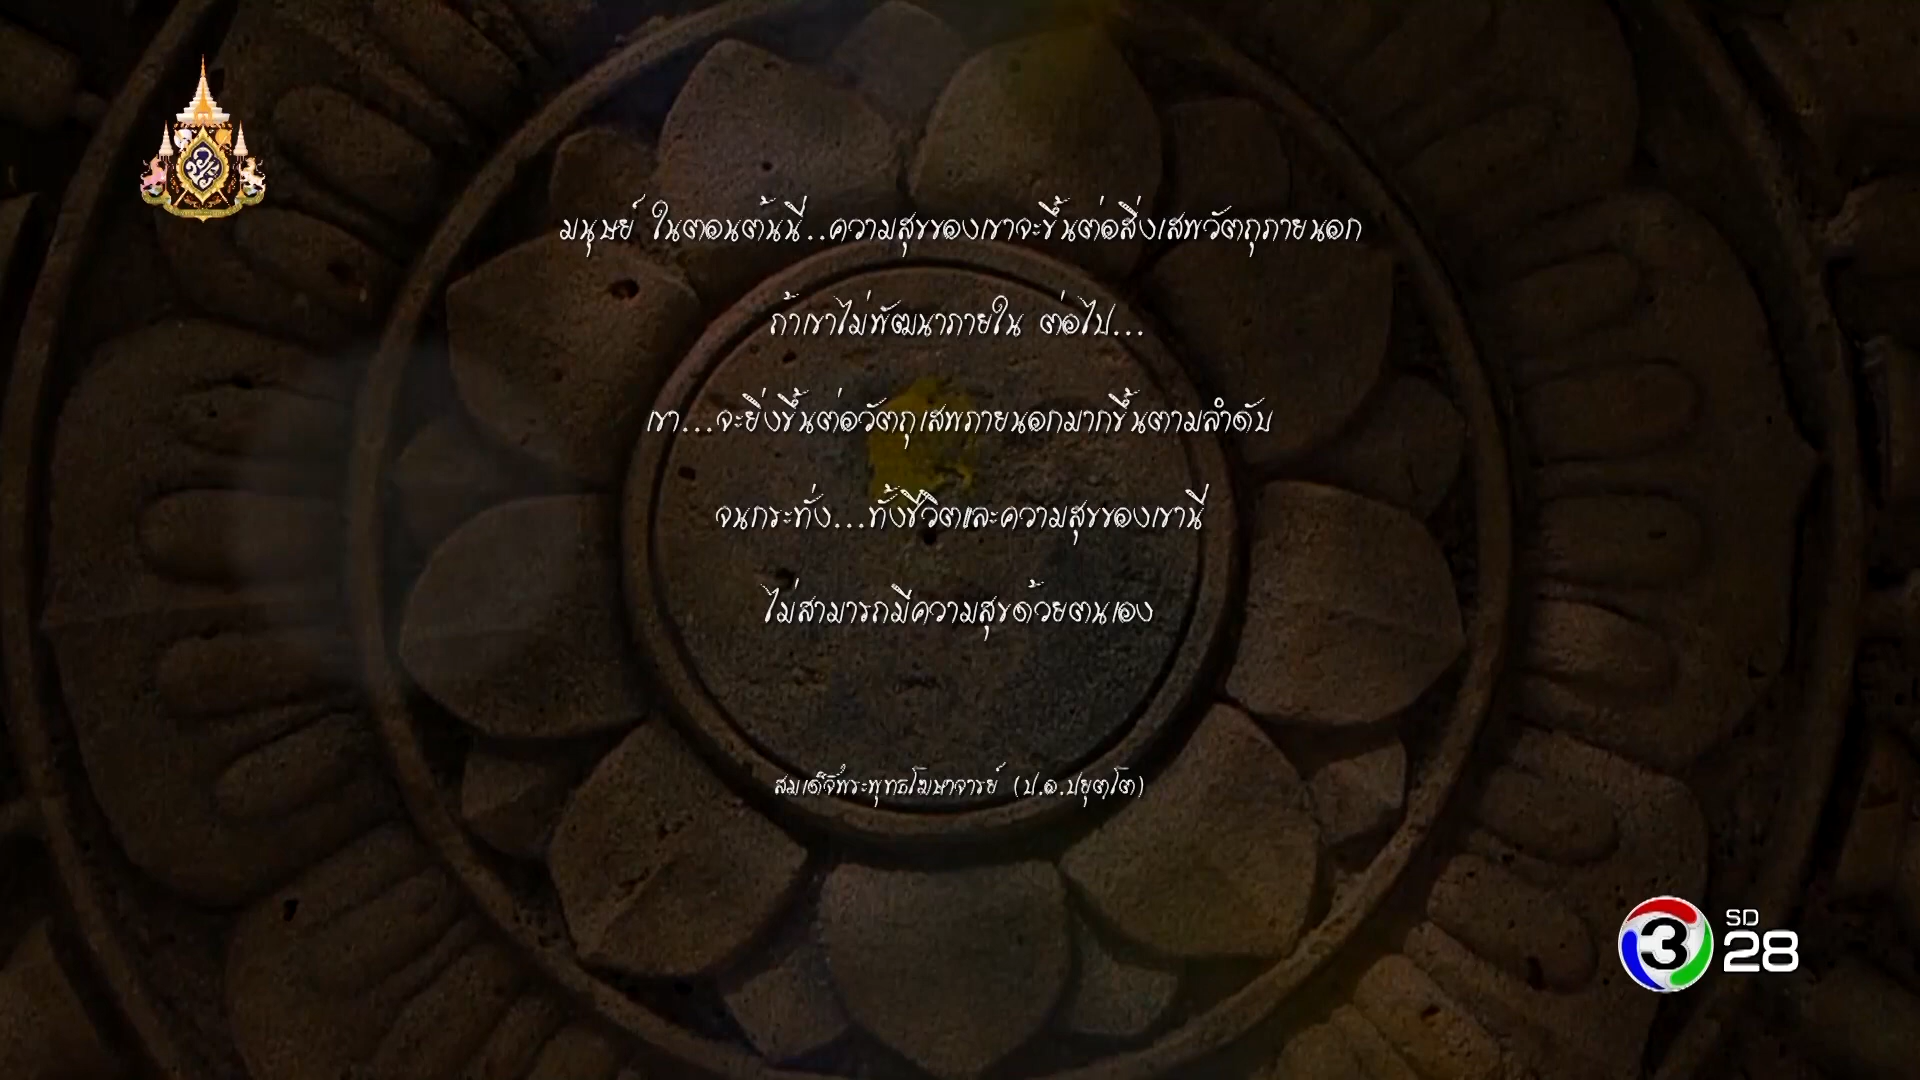 มนุษย์ ในตอนต้นนี้..ความสุขของเขาจะขึ้นต่อสิ่งเสพวัตถุภายนอก
ถ้าเขาไม่พัฒนาภายใน ต่อไป...
เขา...จะยิ่งขึ้นต่อวัตถุเสพภายนอกมากขึ้นตามลำดับ
จนกระทั่ง...ทั้งชีวิตและความสุขของเขานี้
ไม่สามารถมีความสุขด้วยตนเอง
สมเด็จพระพุทธโฆษาจารย์ (ป.อ.ปยุตฺโต)
3 SD 28